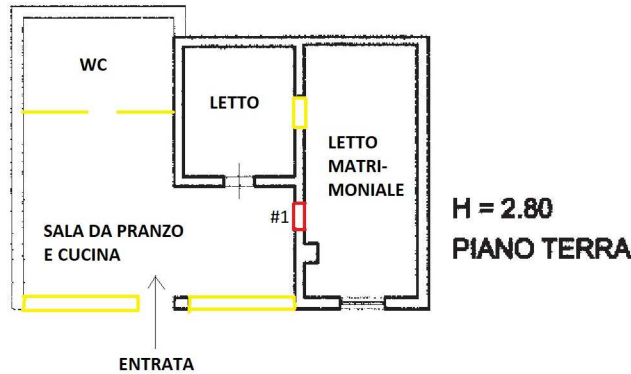 WC
LETTO
LETTO
MATRI-
MONIALE
#1
H = 2.80
PIANO TERRA
SALA DA PRANZO
E CUCINA
ENTRATA